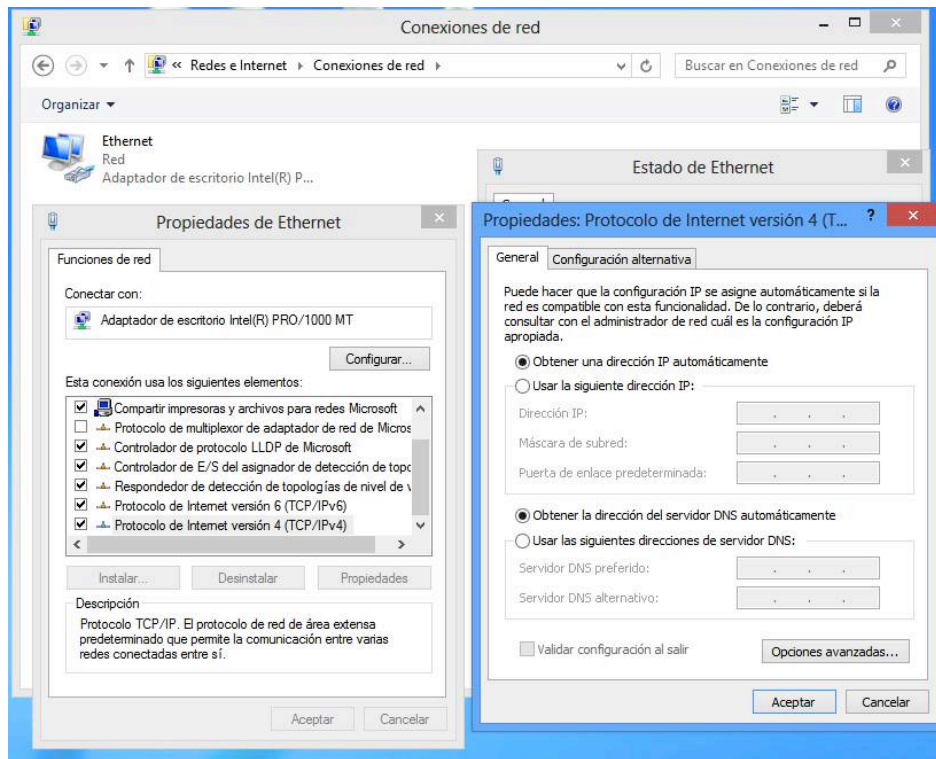 Conexiones de red
« Redes e Internet ▸ Conexiones de red ▸
Buscar en Conexiones de red
Organizar
Ethernet
Red
Adaptador de escritorio Intel(R) P...
Estado de Ethernet
Propiedades de Ethernet
Funciones de red
Conectar con:
Adaptador de escritorio Intel(R) PRO/1000 MT
Configurar...
Esta conexión usa los siguientes elementos:
Compartir impresoras y archivos para redes Microsoft
Protocolo de multiplexor de adaptador de red de Micros
Controlador de protocolo LLDP de Microsoft
Controlador de E/S del asignador de detección de topo
Respondedor de detección de topologías de nivel de v
Protocolo de Internet versión 6 (TCP/IPv6)
Protocolo de Internet versión 4 (TCP/IPv4)
Instalar...
Desinstalar
Propiedades
Descripción
Protocolo TCP/IP. El protocolo de red de área extensa
predeterminado que permite la comunicación entre varias
redes conectadas entre sí.
Aceptar
Cancelar
Propiedades: Protocolo de Internet versión 4 (T...
?
General
Configuración alternativa
Puede hacer que la configuración IP se asigne automáticamente si la
red es compatible con esta funcionalidad. De lo contrario, deberá
consultar con el administrador de red cuál es la configuración IP
apropiada.
Obtener una dirección IP automáticamente
Usar la siguiente dirección IP:
Dirección IP:
Máscara de subred:
Puerta de enlace predeterminada:
Obtener la dirección del servidor DNS automáticamente
Usar las siguientes direcciones de servidor DNS:
Servidor DNS preferido:
Servidor DNS alternativo:
Validar configuración al salir
Opciones avanzadas...
Aceptar
Cancelar